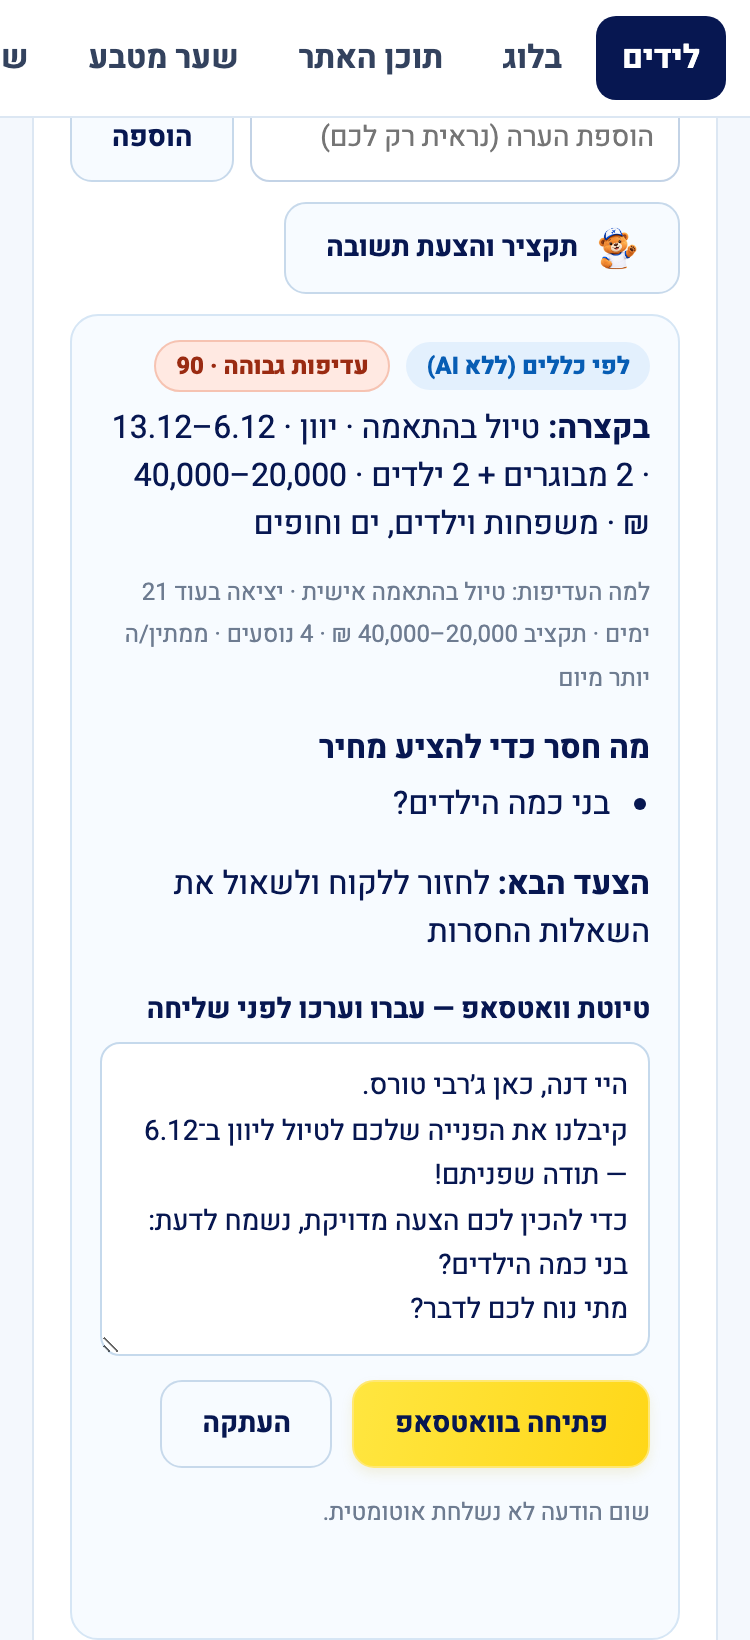 לידים
בלוג
תוכן האתר
שער מטבע
הוספת הערה (נראית רק לכם)
הוספה
תקציר והצעת תשובה
לפי כללים (ללא AI)
עדיפות גבוהה · 90
בקצרה: טיול בהתאמה · יוון · 6.12–13.12
· 2 מבוגרים + 2 ילדים · 20,000–40,000
₪ · משפחות וילדים, ים וחופים
למה העדיפות: טיול בהתאמה אישית · יציאה בעוד 21
ימים · תקציב 20,000–40,000 ₪ · 4 נוסעים · ממתין/ה
יותר מיום
מה חסר כדי להציע מחיר
• בני כמה הילדים?
הצעד הבא: לחזור ללקוח ולשאול את
השאלות החסרות
טיוטת וואטסאפ — עברו וערכו לפני שליחה
היי דנה, כאן ג׳רבי טורס.
קיבלנו את הפנייה שלכם לטיול ליוון ב־6.12
— תודה שפניתם!
כדי להכין לכם הצעה מדויקת, נשמח לדעת:
בני כמה הילדים?
מתי נוח לכם לדבר?
פתיחה בוואטסאפ
העתקה
שום הודעה לא נשלחת אוטומטית.